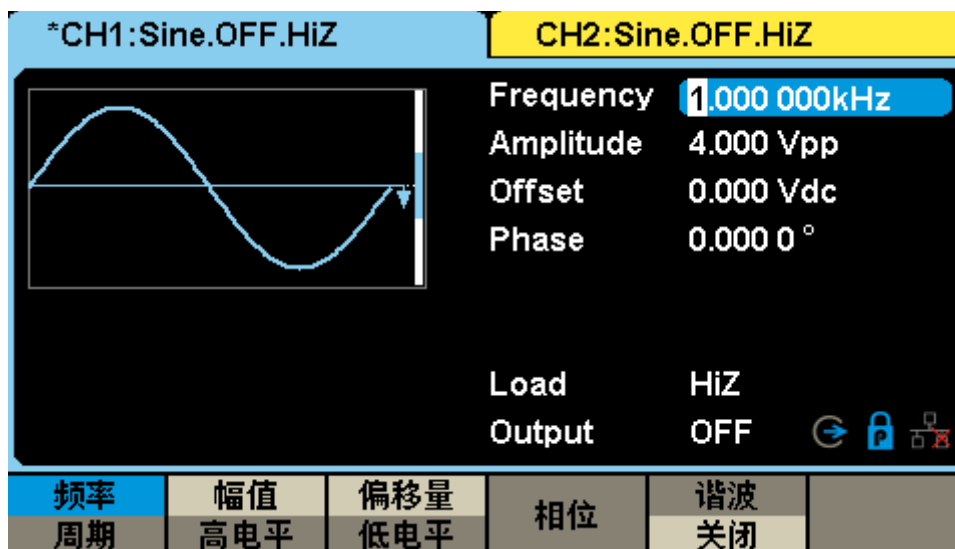 *CH1:Sine.OFF.HiZ CH2:Sine.OFF.HiZ
Frequency 1.000 000kHz
Amplitude 4.000 Vpp
Offset 0.000 Vdc
Phase 0.000 0 °
Load HiZ
Output OFF P
频率 幅值 偏移量 相位 谐波
周期 高电平 低电平 关闭